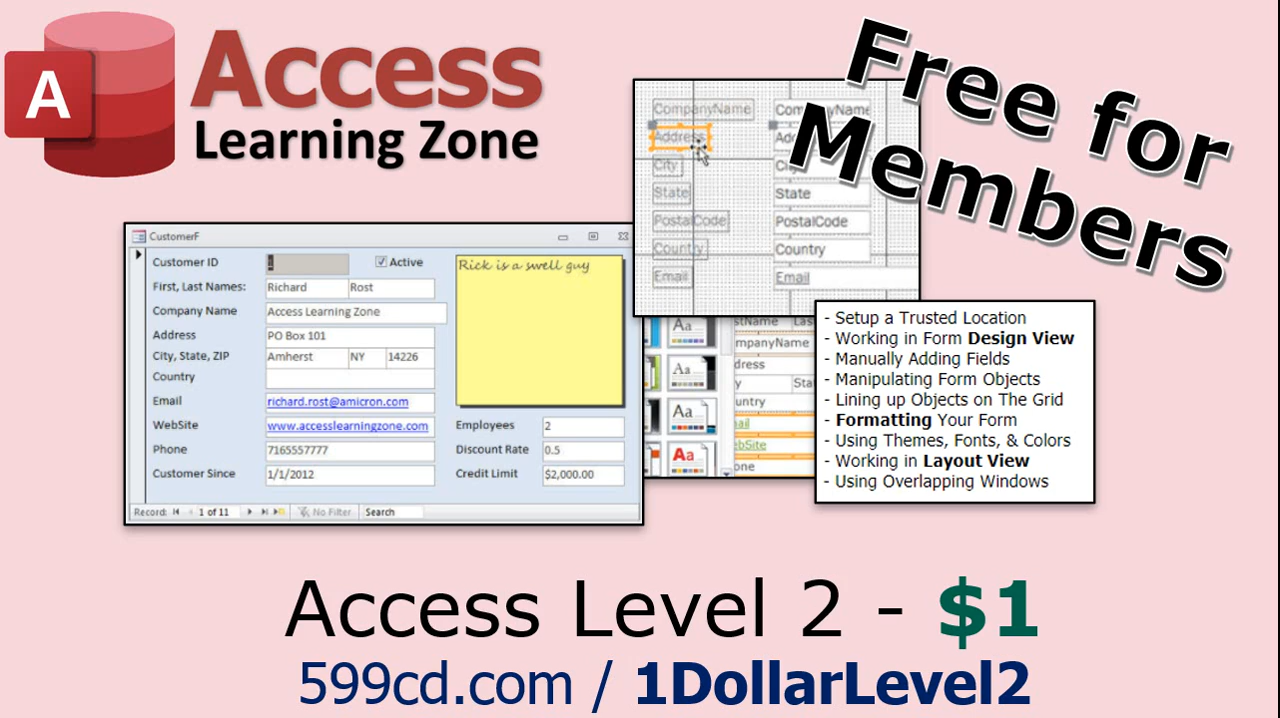 A
Access
Learning Zone
Free for
Members
CompanyName CompanyName
Address
City
State State
PostalCode PostalCode
Country Country
Email Email
CustomerF
Customer ID Active
First, Last Names: Richard Rost
Company Name Access Learning Zone
Address PO Box 101
City, State, ZIP Amherst NY 14226
Country
Email richard.rost@amicron.com
WebSite www.accesslearningzone.com
Phone 7165557777
Customer Since 1/1/2012
Rick is a swell guy
Employees 2
Discount Rate 0.5
Credit Limit $2,000.00
Record: 1 of 11 No Filter Search
Aa
Aa
Aa
Aa
- Setup a Trusted Location
- Working in Form Design View
- Manually Adding Fields
- Manipulating Form Objects
- Lining up Objects on The Grid
- Formatting Your Form
- Using Themes, Fonts, & Colors
- Working in Layout View
- Using Overlapping Windows
Access Level 2 - $1
599cd.com / 1DollarLevel2